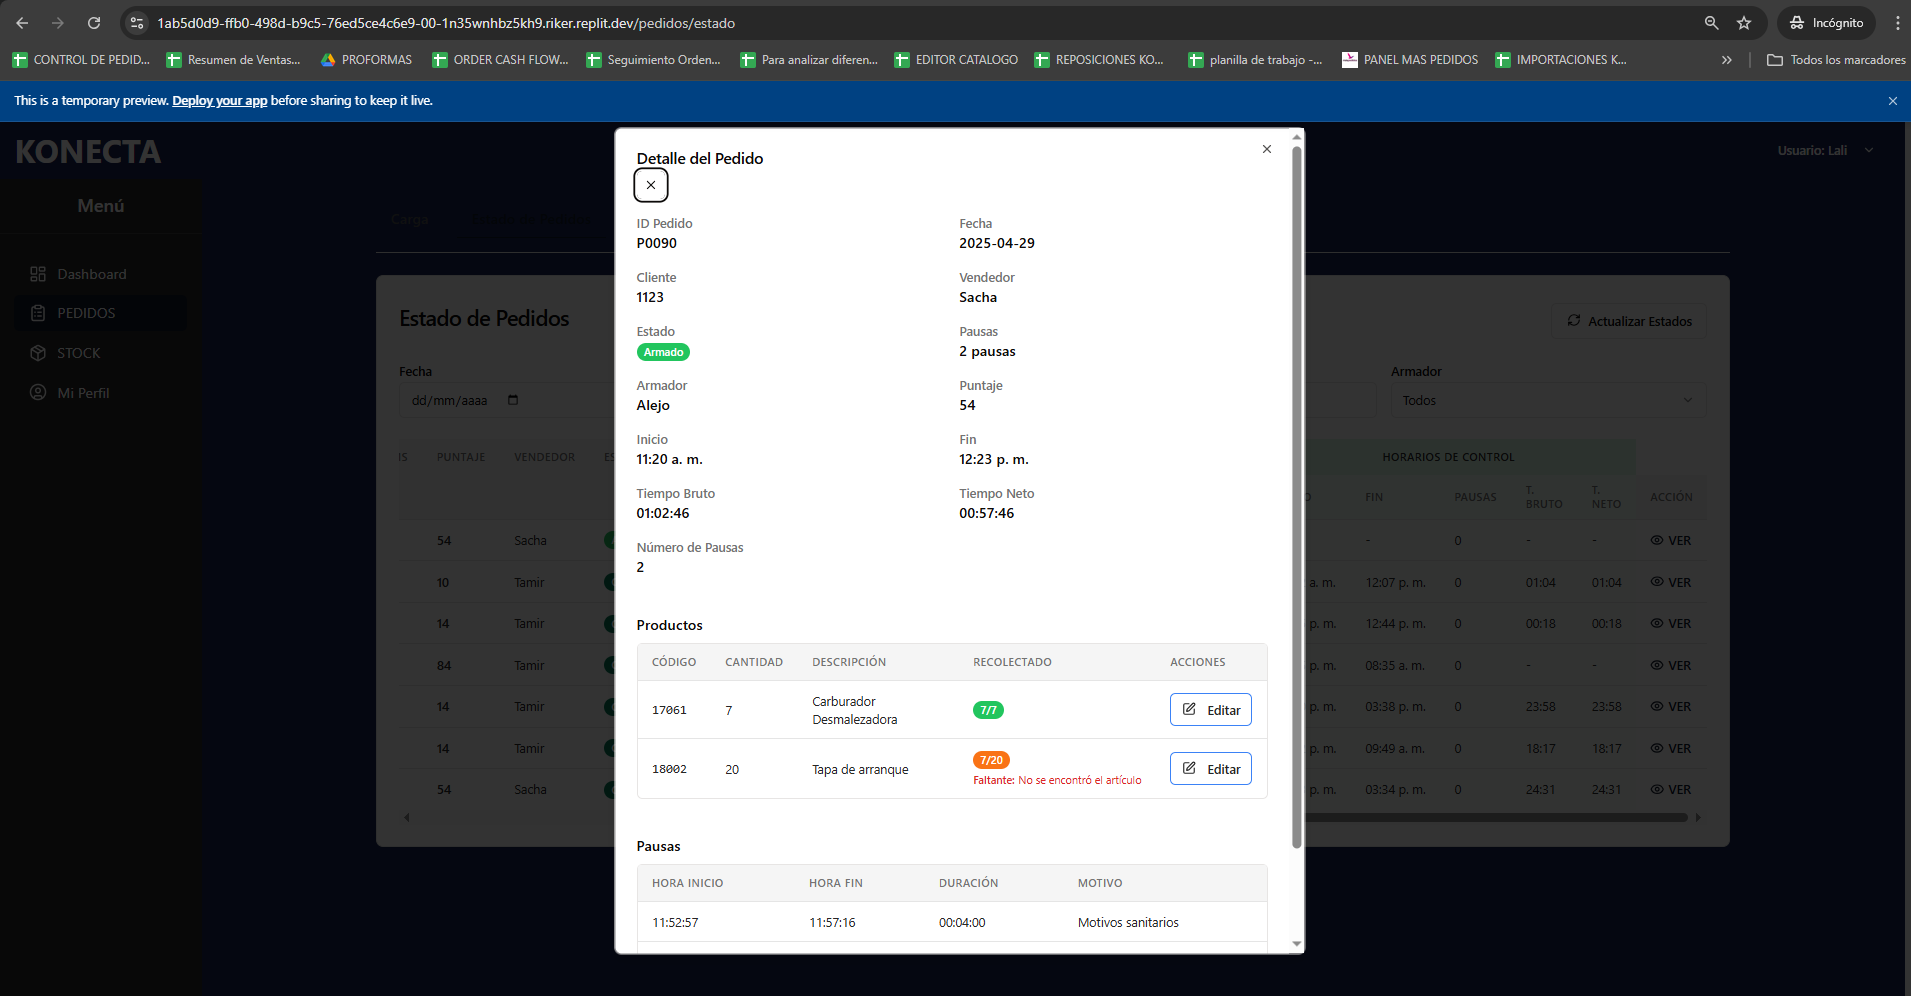 1ab5d0d9-ffb0-498d-b9c5-76ed5ce4c6e9-00-1n35wnhbz5kh9.riker.replit.dev/pedidos/estado
Incógnito
CONTROL DE PEDID...
Resumen de Ventas...
PROFORMAS
ORDER CASH FLOW...
Seguimiento Orden...
Para analizar diferen...
EDITOR CATALOGO
REPOSICIONES KO...
planilla de trabajo -...
PANEL MAS PEDIDOS
IMPORTACIONES K...
»
Todos los marcadores
This is a temporary preview. Deploy your app before sharing to keep it live.
KONECTA
Usuario: Lali
Menú
Dashboard
PEDIDOS
STOCK
Mi Perfil
Carga
Estado de Pedidos
Actualizar Estados
Fecha
dd/mm/aaaa
Armador
Todos
IS PUNTAJE VENDEDOR ES
HORARIOS DE CONTROL
O FIN PAUSAS T. BRUTO T. NETO ACCIÓN
54 Sacha - 0 - - VER
10 Tamir a. m. 12:07 p. m. 0 01:04 01:04 VER
14 Tamir p. m. 12:44 p. m. 0 00:18 00:18 VER
84 Tamir p. m. 08:35 a. m. 0 - - VER
14 Tamir p. m. 03:38 p. m. 0 23:58 23:58 VER
14 Tamir p. m. 09:49 a. m. 0 18:17 18:17 VER
54 Sacha p. m. 03:34 p. m. 0 24:31 24:31 VER
Detalle del Pedido
ID Pedido
P0090
Fecha
2025-04-29
Cliente
1123
Vendedor
Sacha
Estado
Armado
Pausas
2 pausas
Armador
Alejo
Puntaje
54
Inicio
11:20 a. m.
Fin
12:23 p. m.
Tiempo Bruto
01:02:46
Tiempo Neto
00:57:46
Número de Pausas
2
Productos
CÓDIGO CANTIDAD DESCRIPCIÓN RECOLECTADO ACCIONES
17061 7 Carburador Desmalezadora 7/7 Editar
18002 20 Tapa de arranque 7/20 Editar
Faltante: No se encontró el artículo
Pausas
HORA INICIO HORA FIN DURACIÓN MOTIVO
11:52:57 11:57:16 00:04:00 Motivos sanitarios